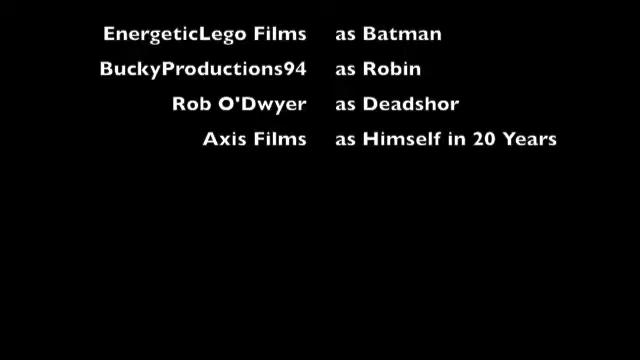 EnergeticLego Films as Batman
BuckyProductions94 as Robin
Rob O'Dwyer as Deadshor
Axis Films as Himself in 20 Years